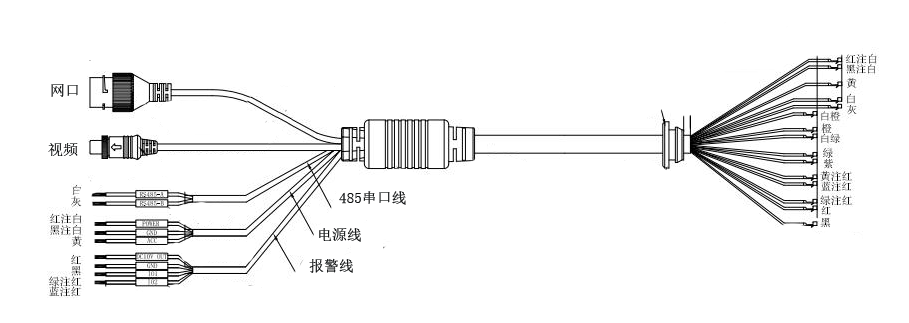 网口
视频
白
灰
RS485-A
RS485-B
485串口线
红注白
黑注白
黄
POWER
GND
ACC
电源线
红
黑
绿注红
蓝注红
DC10V OUT
GND
IO1
IO2
报警线
红注白
黑注白
黄
白
灰
白橙
橙
白绿
绿
紫
黄注红
蓝注红
绿注红
红
黑